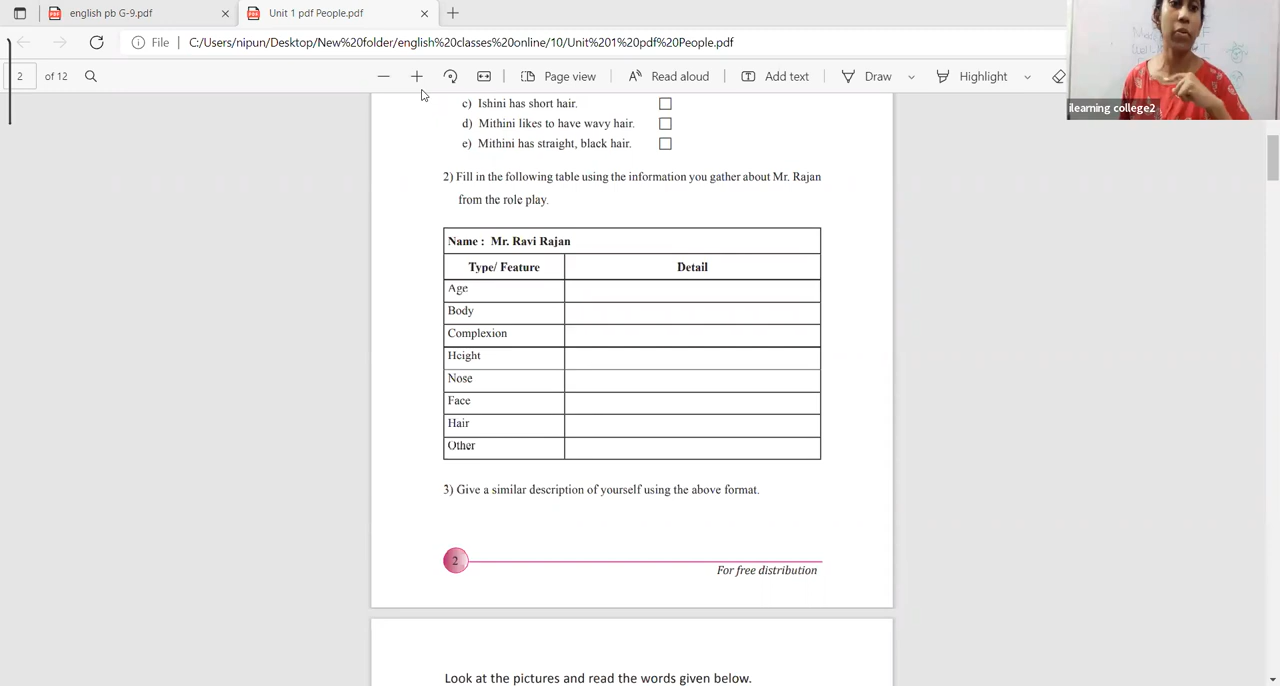 english pb G-9.pdf
Unit 1 pdf People.pdf
File
C:/Users/nipun/Desktop/New%20folder/english%20classes%20online/10/Unit%201%20pdf%20People.pdf
2 of 12
Page view
Read aloud
Add text
Draw
Highlight
ilearning college2
c) Ishini has short hair.
d) Mithini likes to have wavy hair.
e) Mithini has straight, black hair.
2) Fill in the following table using the information you gather about Mr. Rajan
from the role play.
Name : Mr. Ravi Rajan
Type/ Feature Detail
Age
Body
Complexion
Height
Nose
Face
Hair
Other
3) Give a similar description of yourself using the above format.
2
For free distribution
Look at the pictures and read the words given below.